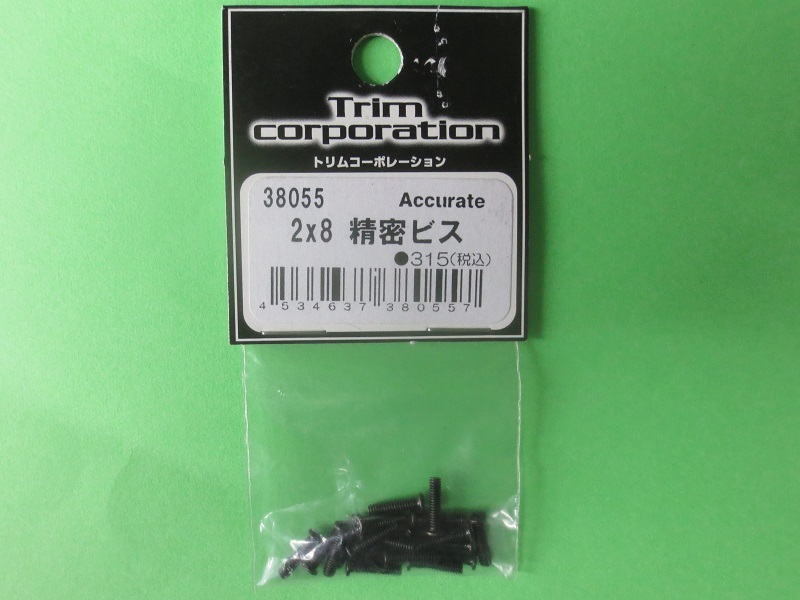 Trim
corporation
トリムコーポレーション
38055 Accurate
2x8 精密ビス
●315(税込)
4 534637 380557